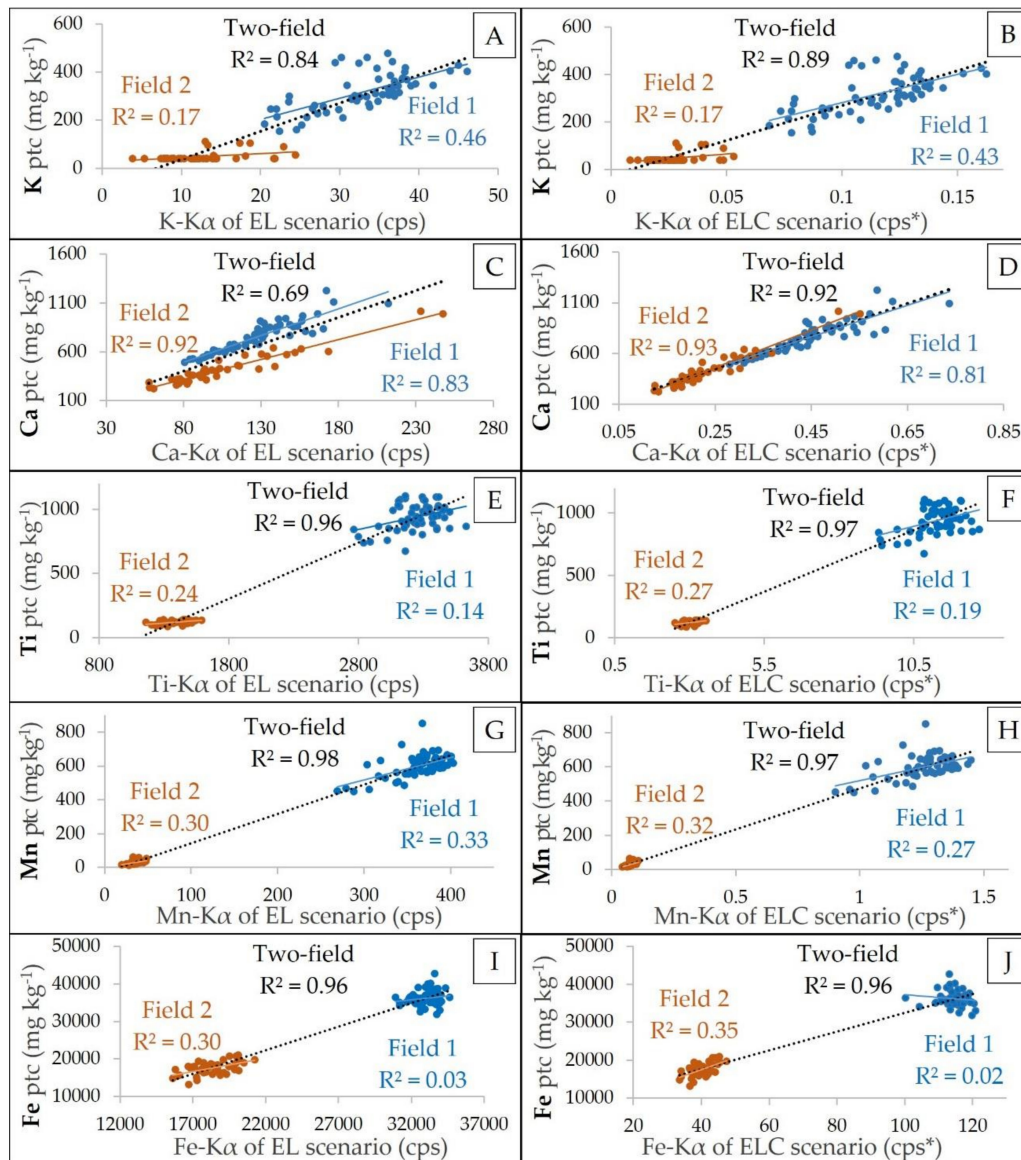 A
Two-field
R² = 0.84
Field 2
R² = 0.17
Field 1
R² = 0.46
K ptc (mg kg⁻¹)
600
400
200
0
0 10 20 30 40 50
K-Kα of EL scenario (cps)
B
Two-field
R² = 0.89
Field 2
R² = 0.17
Field 1
R² = 0.43
K ptc (mg kg⁻¹)
600
400
200
0
0 0.05 0.1 0.15
K-Kα of ELC scenario (cps*)
C
Two-field
R² = 0.69
Field 2
R² = 0.92
Field 1
R² = 0.83
Ca ptc (mg kg⁻¹)
1600
1100
600
100
30 80 130 180 230 280
Ca-Kα of EL scenario (cps)
D
Two-field
R² = 0.92
Field 2
R² = 0.93
Field 1
R² = 0.81
Ca ptc (mg kg⁻¹)
1600
1100
600
100
0.05 0.25 0.45 0.65 0.85
Ca-Kα of ELC scenario (cps*)
E
Two-field
R² = 0.96
Field 2
R² = 0.24
Field 1
R² = 0.14
Ti ptc (mg kg⁻¹)
1000
500
0
800 1800 2800 3800
Ti-Kα of EL scenario (cps)
F
Two-field
R² = 0.97
Field 2
R² = 0.27
Field 1
R² = 0.19
Ti ptc (mg kg⁻¹)
1000
500
0
0.5 5.5 10.5
Ti-Kα of ELC scenario (cps*)
G
Two-field
R² = 0.98
Field 2
R² = 0.30
Field 1
R² = 0.33
Mn ptc (mg kg⁻¹)
800
600
400
200
0
0 100 200 300 400
Mn-Kα of EL scenario (cps)
H
Two-field
R² = 0.97
Field 2
R² = 0.32
Field 1
R² = 0.27
Mn ptc (mg kg⁻¹)
800
600
400
200
0
0 0.5 1 1.5
Mn-Kα of ELC scenario (cps*)
I
Two-field
R² = 0.96
Field 2
R² = 0.30
Field 1
R² = 0.03
Fe ptc (mg kg⁻¹)
50000
40000
30000
20000
10000
12000 17000 22000 27000 32000 37000
Fe-Kα of EL scenario (cps)
J
Two-field
R² = 0.96
Field 2
R² = 0.35
Field 1
R² = 0.02
Fe ptc (mg kg⁻¹)
50000
40000
30000
20000
10000
20 40 60 80 100 120
Fe-Kα of ELC scenario (cps*)